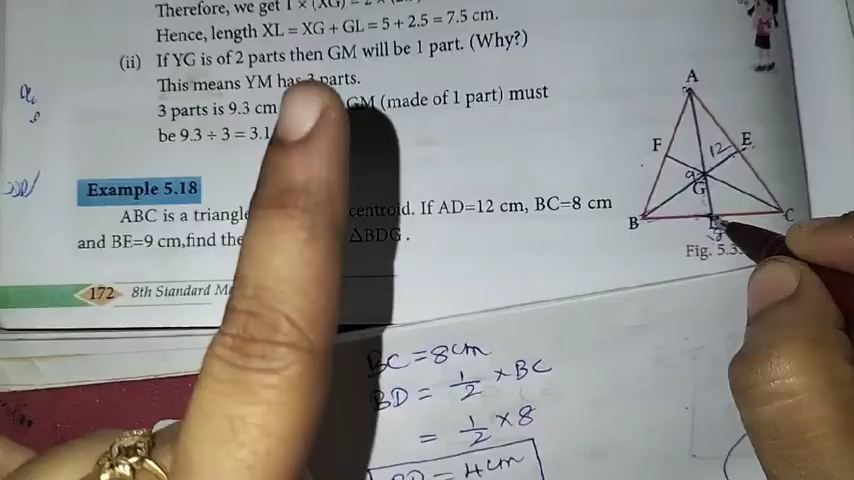 Therefore, we get 1 × (XG) = 2 ×
Hence, length XL = XG + GL = 5 + 2.5 = 7.5 cm.
(ii) If YG is of 2 parts then GM will be 1 part. (Why?)
This means YM has 3 parts.
3 parts is 9.3 cm GM (made of 1 part) must
be 9.3 ÷ 3 = 3.1
Example 5.18
ABC is a triangle centroid. If AD=12 cm, BC=8 cm
and BE=9 cm,find the ΔBDG.
A
F
E
12
9
G
B
C
8
Fig. 5.3
172 8th Standard M
BC = 8cm
BD = 1/2 × BC
= 1/2 × 8
BD = 4cm